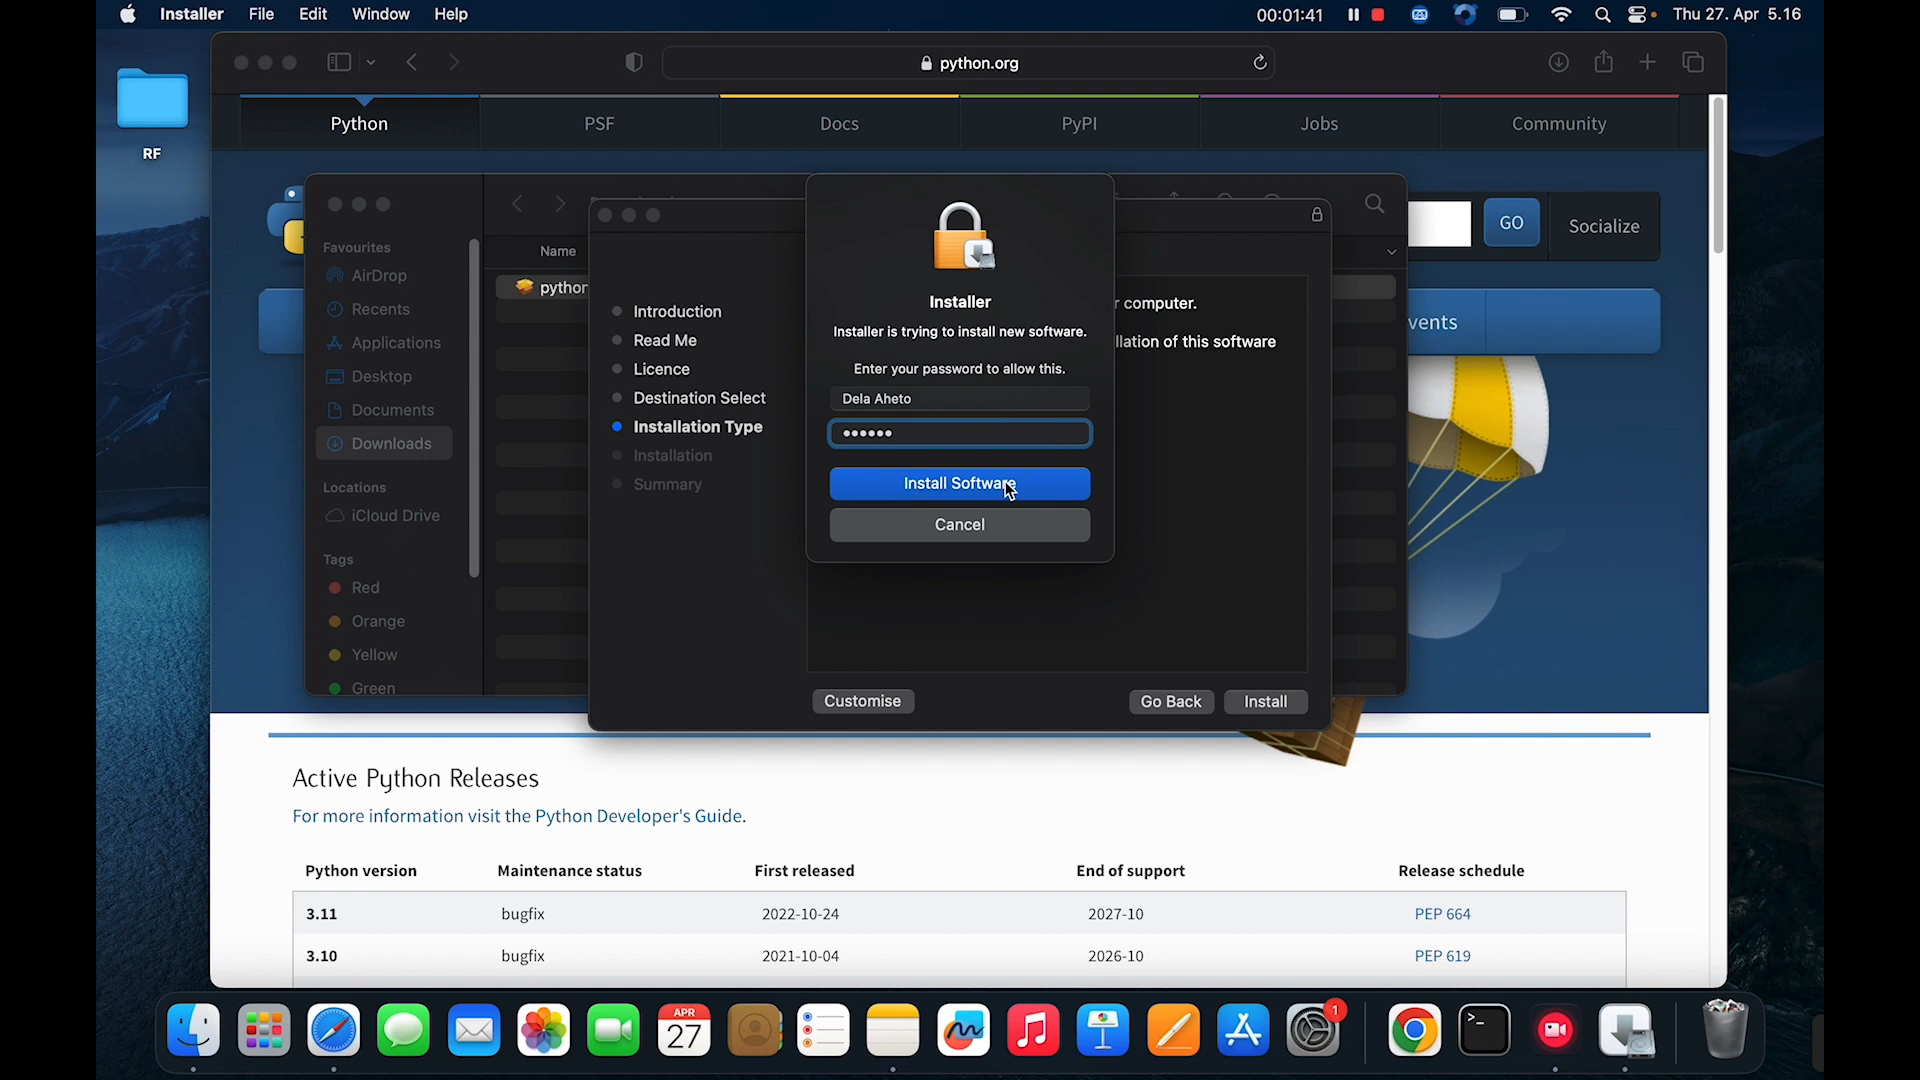 Installer File Edit Window Help
00:01:41
Thu 27. Apr 5.16
RF
python.org
Python PSF Docs PyPI Jobs Community
GO
Socialize
vents
Favourites
AirDrop
Recents
Applications
Desktop
Documents
Downloads
Locations
iCloud Drive
Tags
Red
Orange
Yellow
Green
Name
python
Introduction
Read Me
Licence
Destination Select
Installation Type
Installation
Summary
r computer.
llation of this software
Installer
Installer is trying to install new software.
Enter your password to allow this.
Dela Aheto
••••••
Install Software
Cancel
Customise Go Back Install
Active Python Releases
For more information visit the Python Developer's Guide.
Python version Maintenance status First released End of support Release schedule
3.11 bugfix 2022-10-24 2027-10 PEP 664
3.10 bugfix 2021-10-04 2026-10 PEP 619
APR
27
1
>_